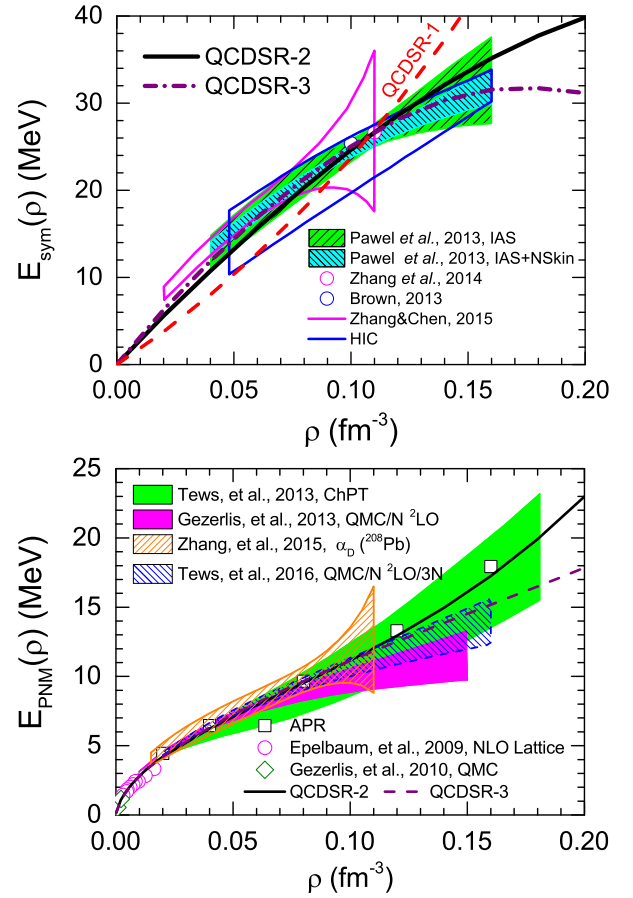 40
30
20
10
0
E_sym(ρ) (MeV)
QCDSR-2
QCDSR-3
QCDSR-1
Pawel et al., 2013, IAS
Pawel et al., 2013, IAS+NSkin
Zhang et al., 2014
Brown, 2013
Zhang&Chen, 2015
HIC
0.00 0.05 0.10 0.15 0.20
ρ (fm⁻³)
25
20
15
10
5
0
E_PNM(ρ) (MeV)
Tews, et al., 2013, ChPT
Gezerlis, et al., 2013, QMC/N ²LO
Zhang, et al., 2015, α_D (²⁰⁸Pb)
Tews, et al., 2016, QMC/N ²LO/3N
APR
Epelbaum, et al., 2009, NLO Lattice
Gezerlis, et al., 2010, QMC
QCDSR-2 QCDSR-3
0.00 0.05 0.10 0.15 0.20
ρ (fm⁻³)